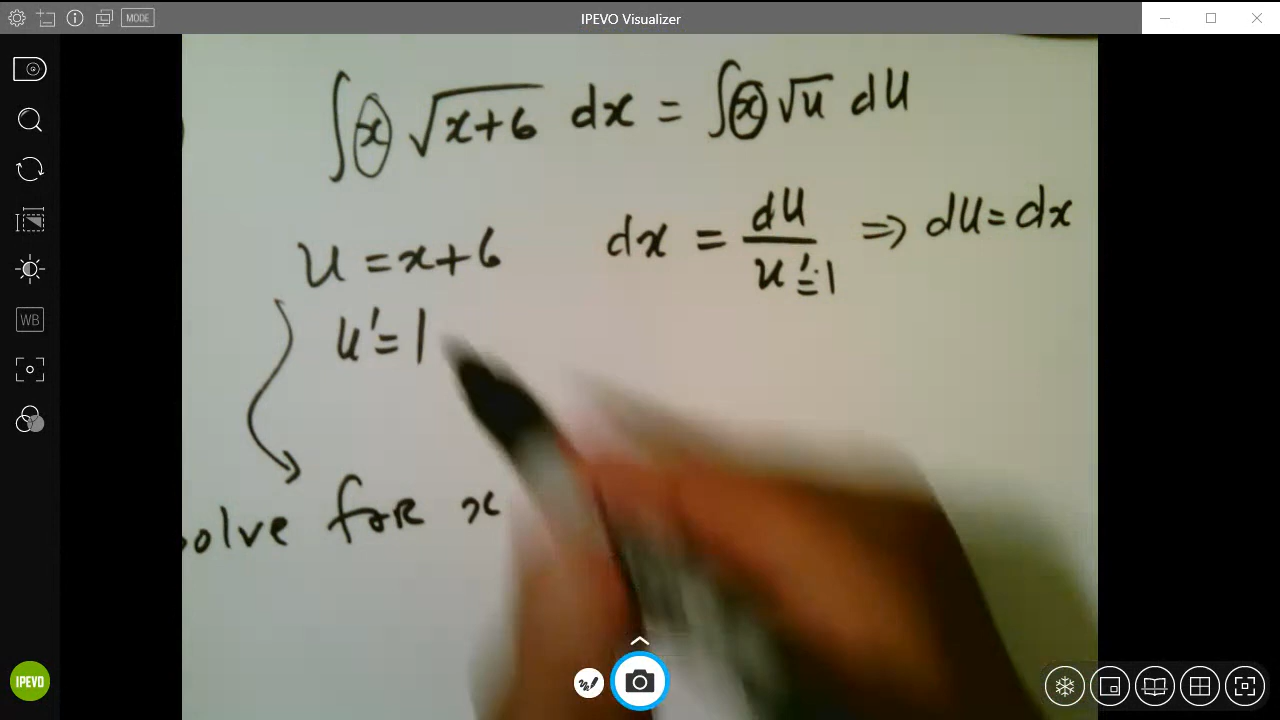 MODE
IPEVO Visualizer
∫ x √(x+6) dx = ∫ x √u du
u = x+6
dx = du/u'=1 ⇒ du = dx
u' = 1
WB
olve for x
IPEVO